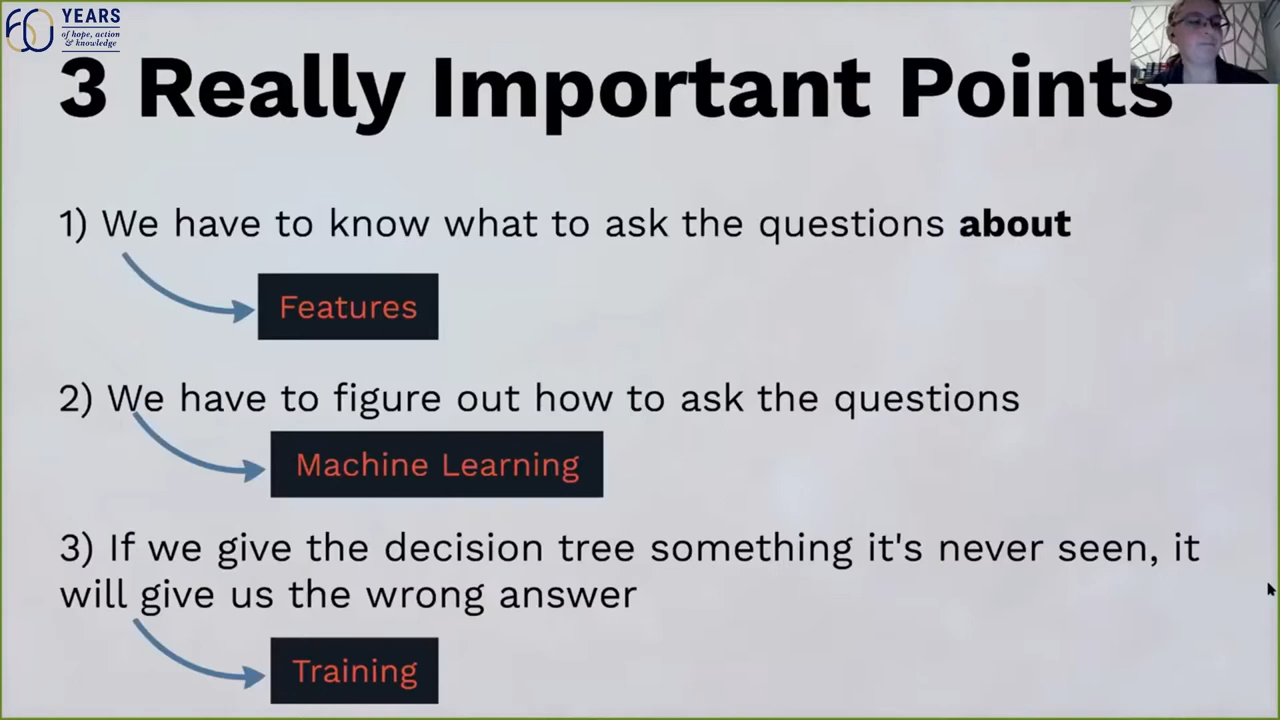 60 YEARS
of hope, action
& knowledge
3 Really Important Points
1) We have to know what to ask the questions about
Features
2) We have to figure out how to ask the questions
Machine Learning
3) If we give the decision tree something it's never seen, it
will give us the wrong answer
Training